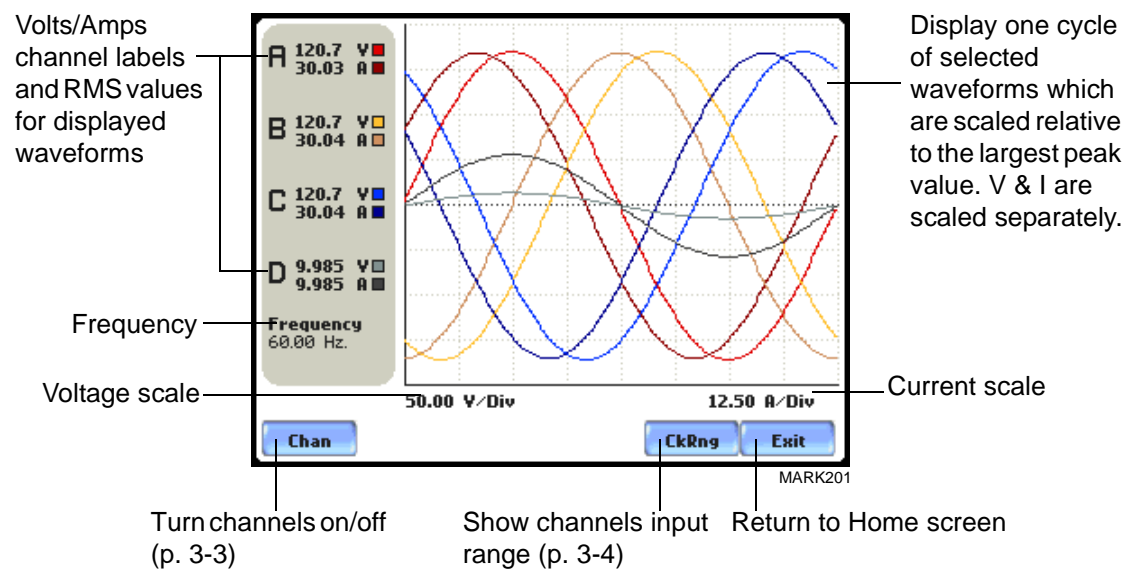 Volts/Amps
channel labels
and RMS values
for displayed
waveforms
Frequency
Voltage scale
A 120.7 V
30.03 A
B 120.7 V
30.04 A
C 120.7 V
30.04 A
D 9.985 V
9.985 A
Frequency
60.00 Hz.
50.00 V/Div
12.50 A/Div
Chan
CkRng
Exit
Display one cycle
of selected
waveforms which
are scaled relative
to the largest peak
value. V & I are
scaled separately.
Current scale
MARK201
Turn channels on/off
(p. 3-3)
Show channels input
range (p. 3-4)
Return to Home screen